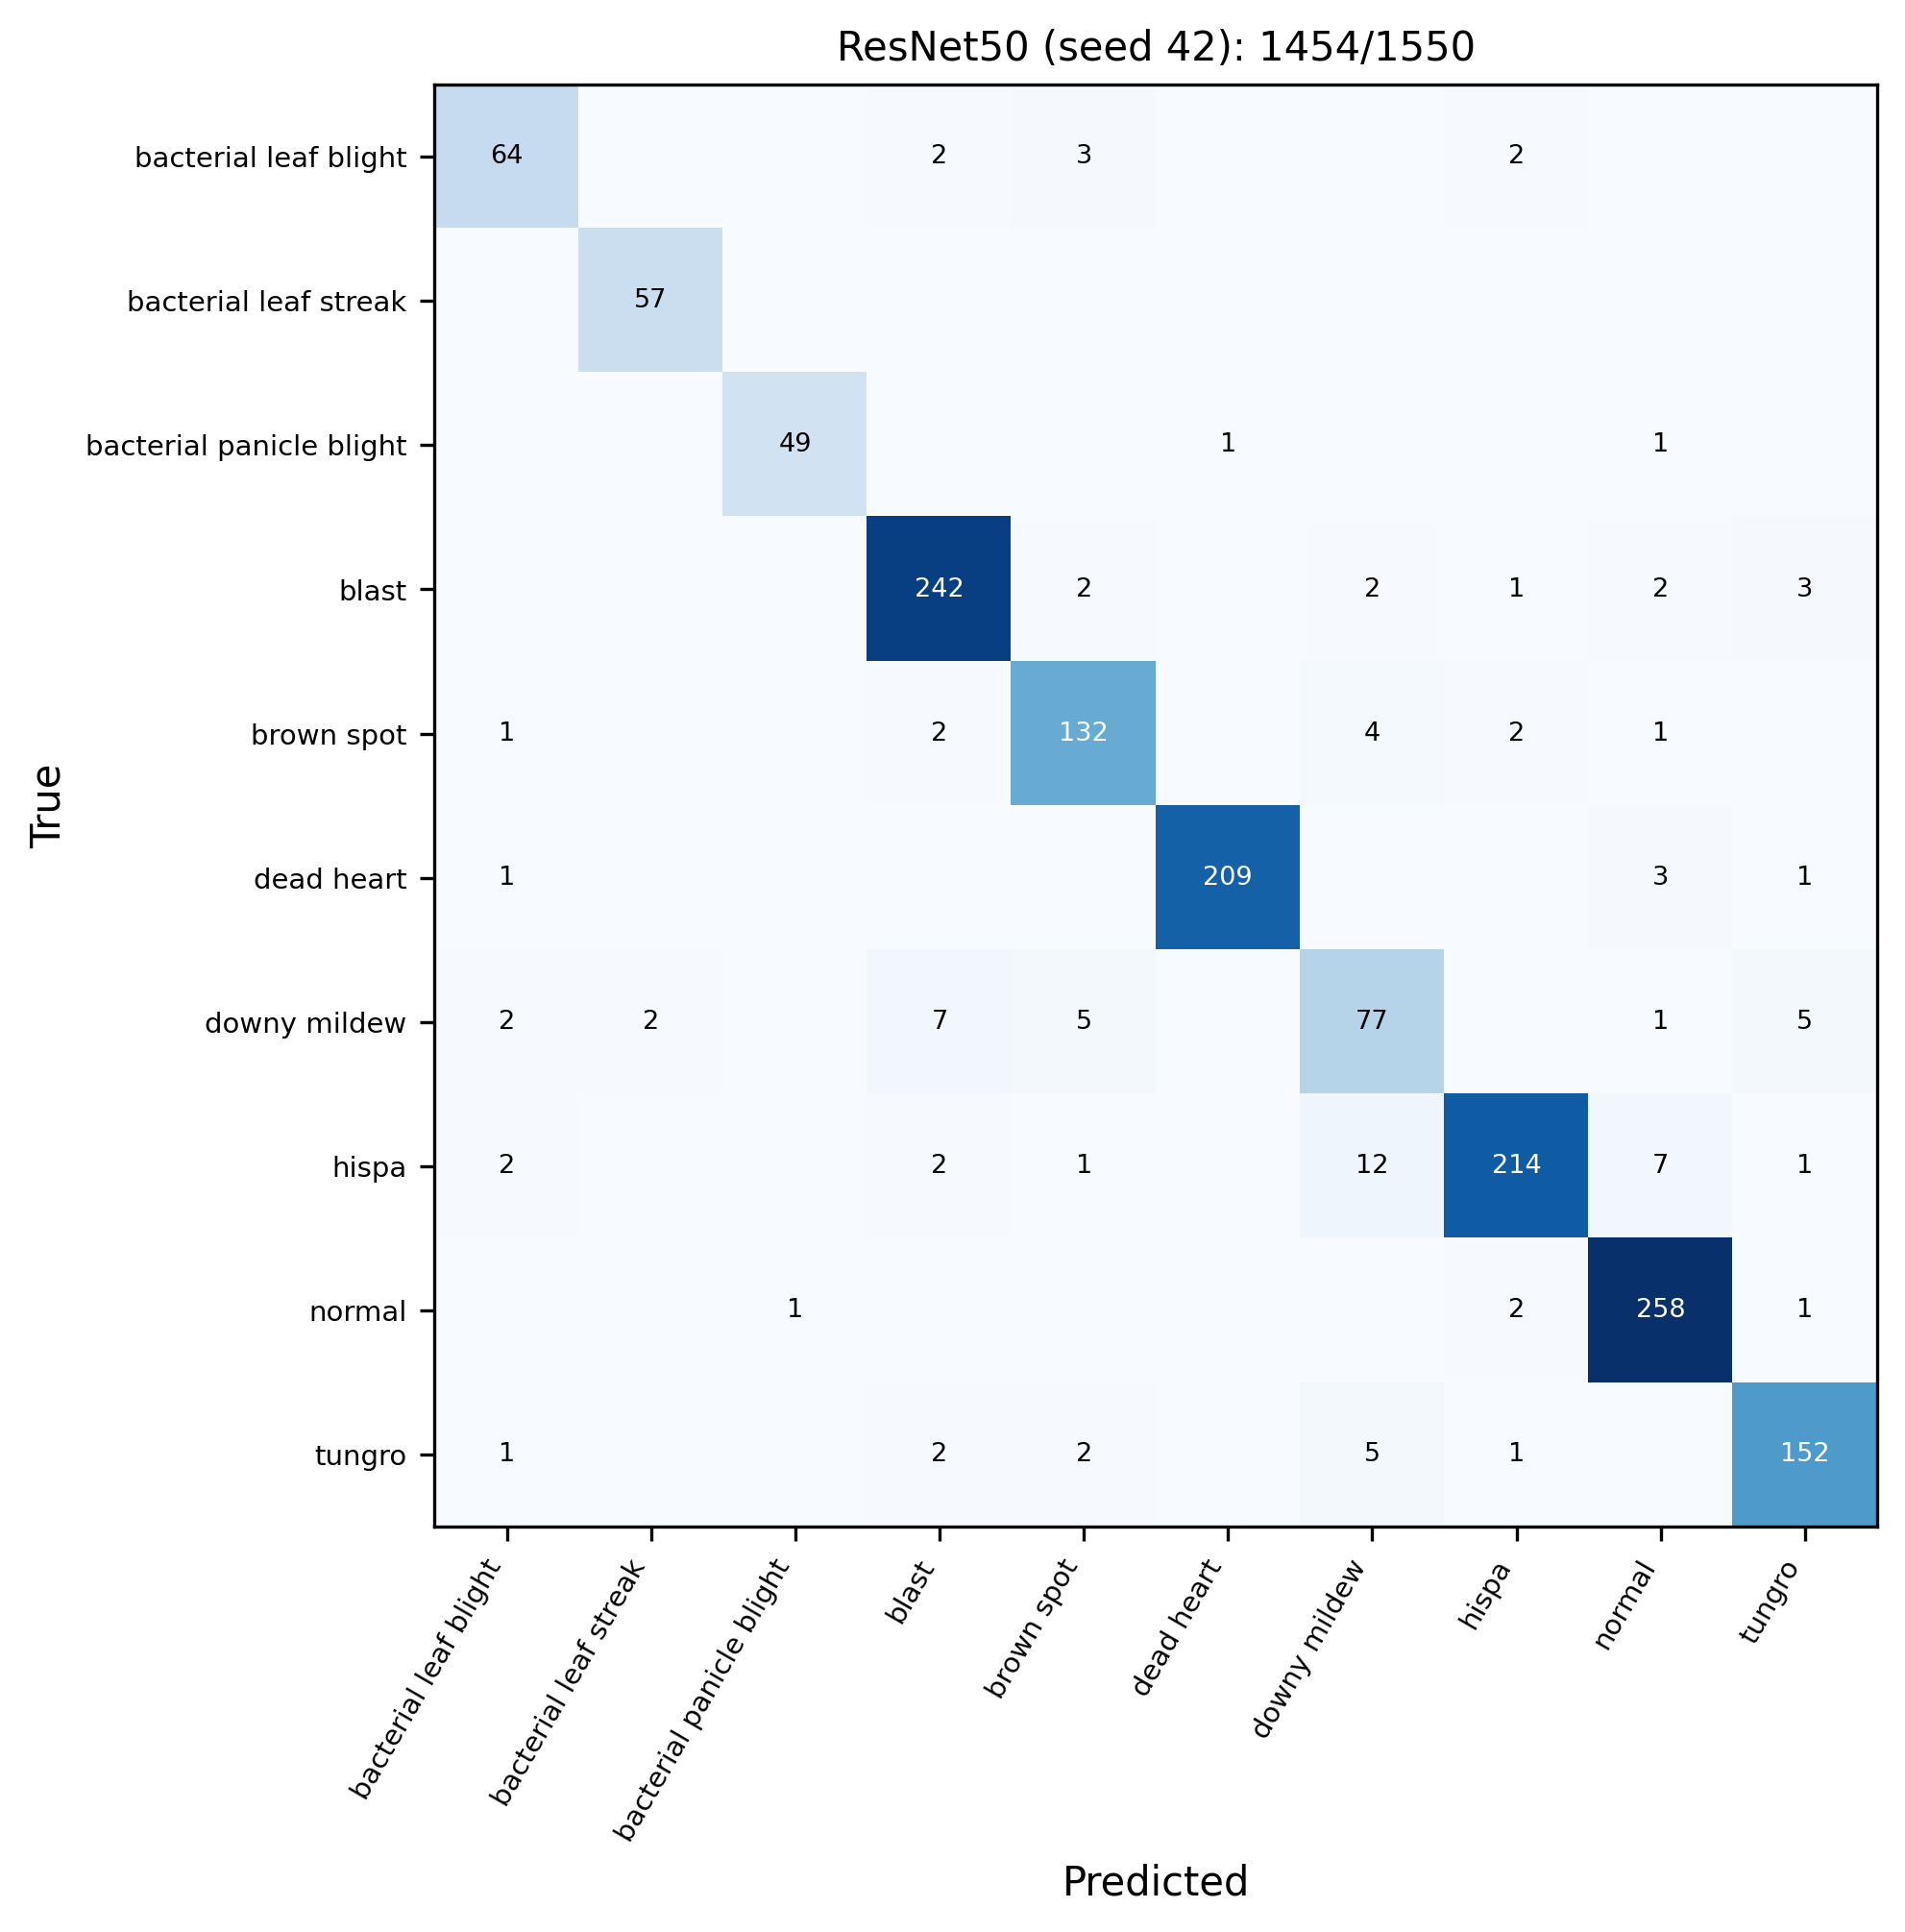 ResNet50 (seed 42): 1454/1550
bacterial leaf blight 64 2 3 2
bacterial leaf streak 57
bacterial panicle blight 49 1 1
blast 242 2 2 1 2 3
brown spot 1 2 132 4 2 1
dead heart 1 209 3 1
downy mildew 2 2 7 5 77 1 5
hispa 2 2 1 12 214 7 1
normal 1 2 258 1
tungro 1 2 2 5 1 152
True
bacterial leaf blight
bacterial leaf streak
bacterial panicle blight
blast
brown spot
dead heart
downy mildew
hispa
normal
tungro
Predicted